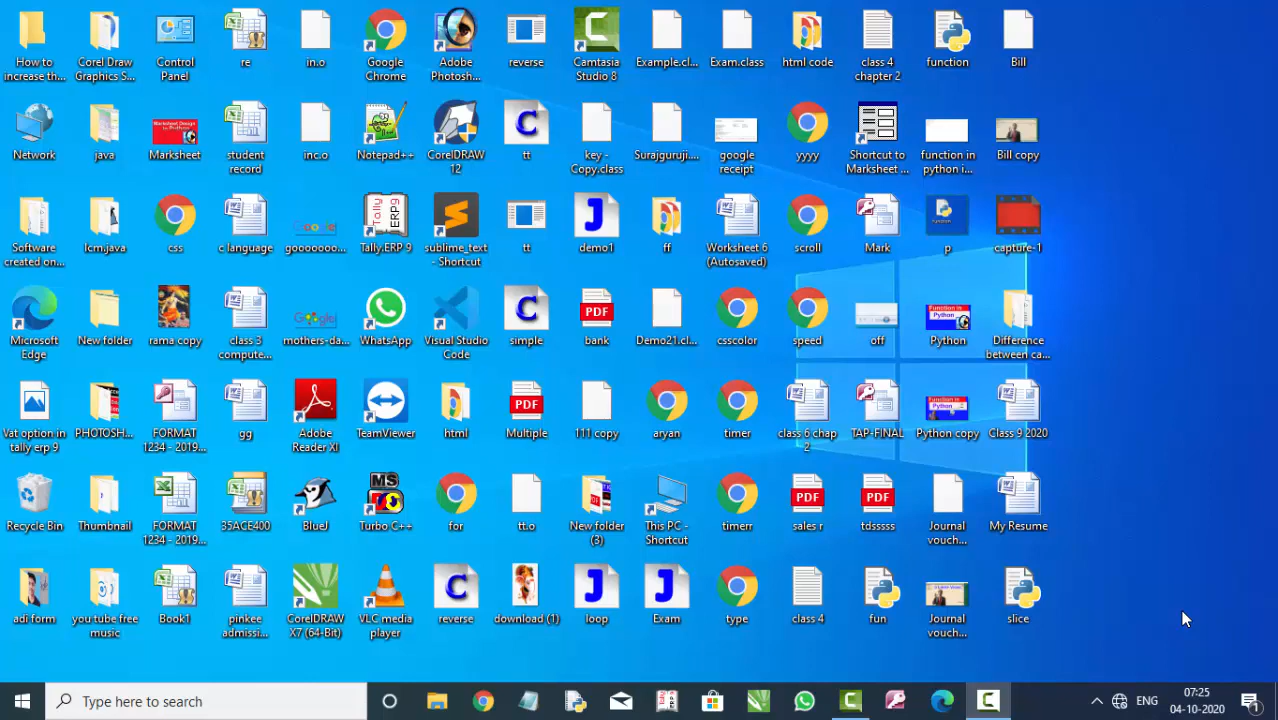 How to
increase th...
Corel Draw
Graphics S...
Control
Panel
re
in.o
Google
Chrome
Adobe
Photosh...
reverse
Camtasia
Studio 8
Example.cl...
Exam.class
html code
class 4
chapter 2
function
Bill
Network
java
Marksheet
student
record
inc.o
Notepad++
CorelDRAW
12
tt
key -
Copy.class
Surajguruji....
google
receipt
yyyy
Shortcut to
Marksheet ...
function in
python i...
Bill copy
Software
created on...
lcm.java
css
c language
gooooooo...
Tally.ERP 9
sublime_text
- Shortcut
tt
demo1
ff
Worksheet 6
(Autosaved)
scroll
Mark
p
capture-1
Microsoft
Edge
New folder
rama copy
class 3
compute...
mothers-da...
WhatsApp
Visual Studio
Code
simple
bank
Demo21.cl...
csscolor
speed
off
Python
Difference
between ca...
Vat option in
tally erp 9
PHOTOSH...
FORMAT
1234 - 2019...
gg
Adobe
Reader XI
TeamViewer
html
Multiple
111 copy
aryan
timer
class 6 chap
2
TAP-FINAL
Python copy
Class 9 2020
Recycle Bin
Thumbnail
FORMAT
1234 - 2019...
35ACE400
BlueJ
Turbo C++
for
tt.o
New folder
(3)
This PC -
Shortcut
timerr
sales r
tdsssss
Journal
vouch...
My Resume
adi form
you tube free
music
Book1
pinkee
admissi...
CorelDRAW
X7 (64-Bit)
VLC media
player
reverse
download (1)
loop
Exam
type
class 4
fun
Journal
vouch...
slice
Type here to search
ENG
07:25
04-10-2020